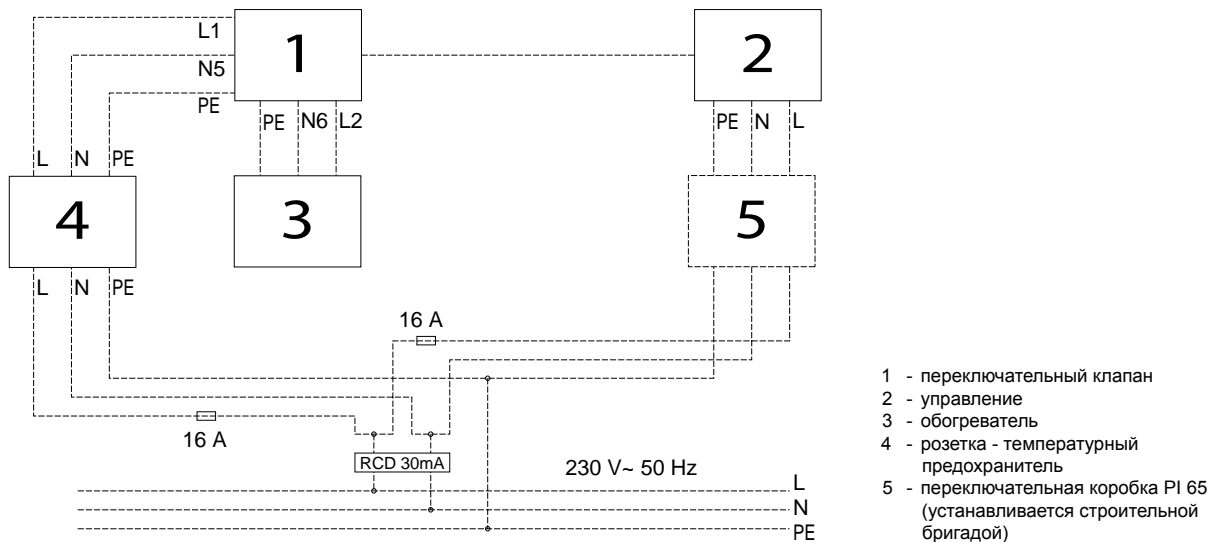 L1
1
2
N5
PE
PE N6 L2
PE N L
L N PE
4
3
5
L N PE
16 A
16 A
RCD 30mA
230 V~ 50 Hz
L
N
PE
1 - переключательный клапан
2 - управление
3 - обогреватель
4 - розетка - температурный
предохранитель
5 - переключательная коробка PI 65
(устанавливается строительной
бригадой)